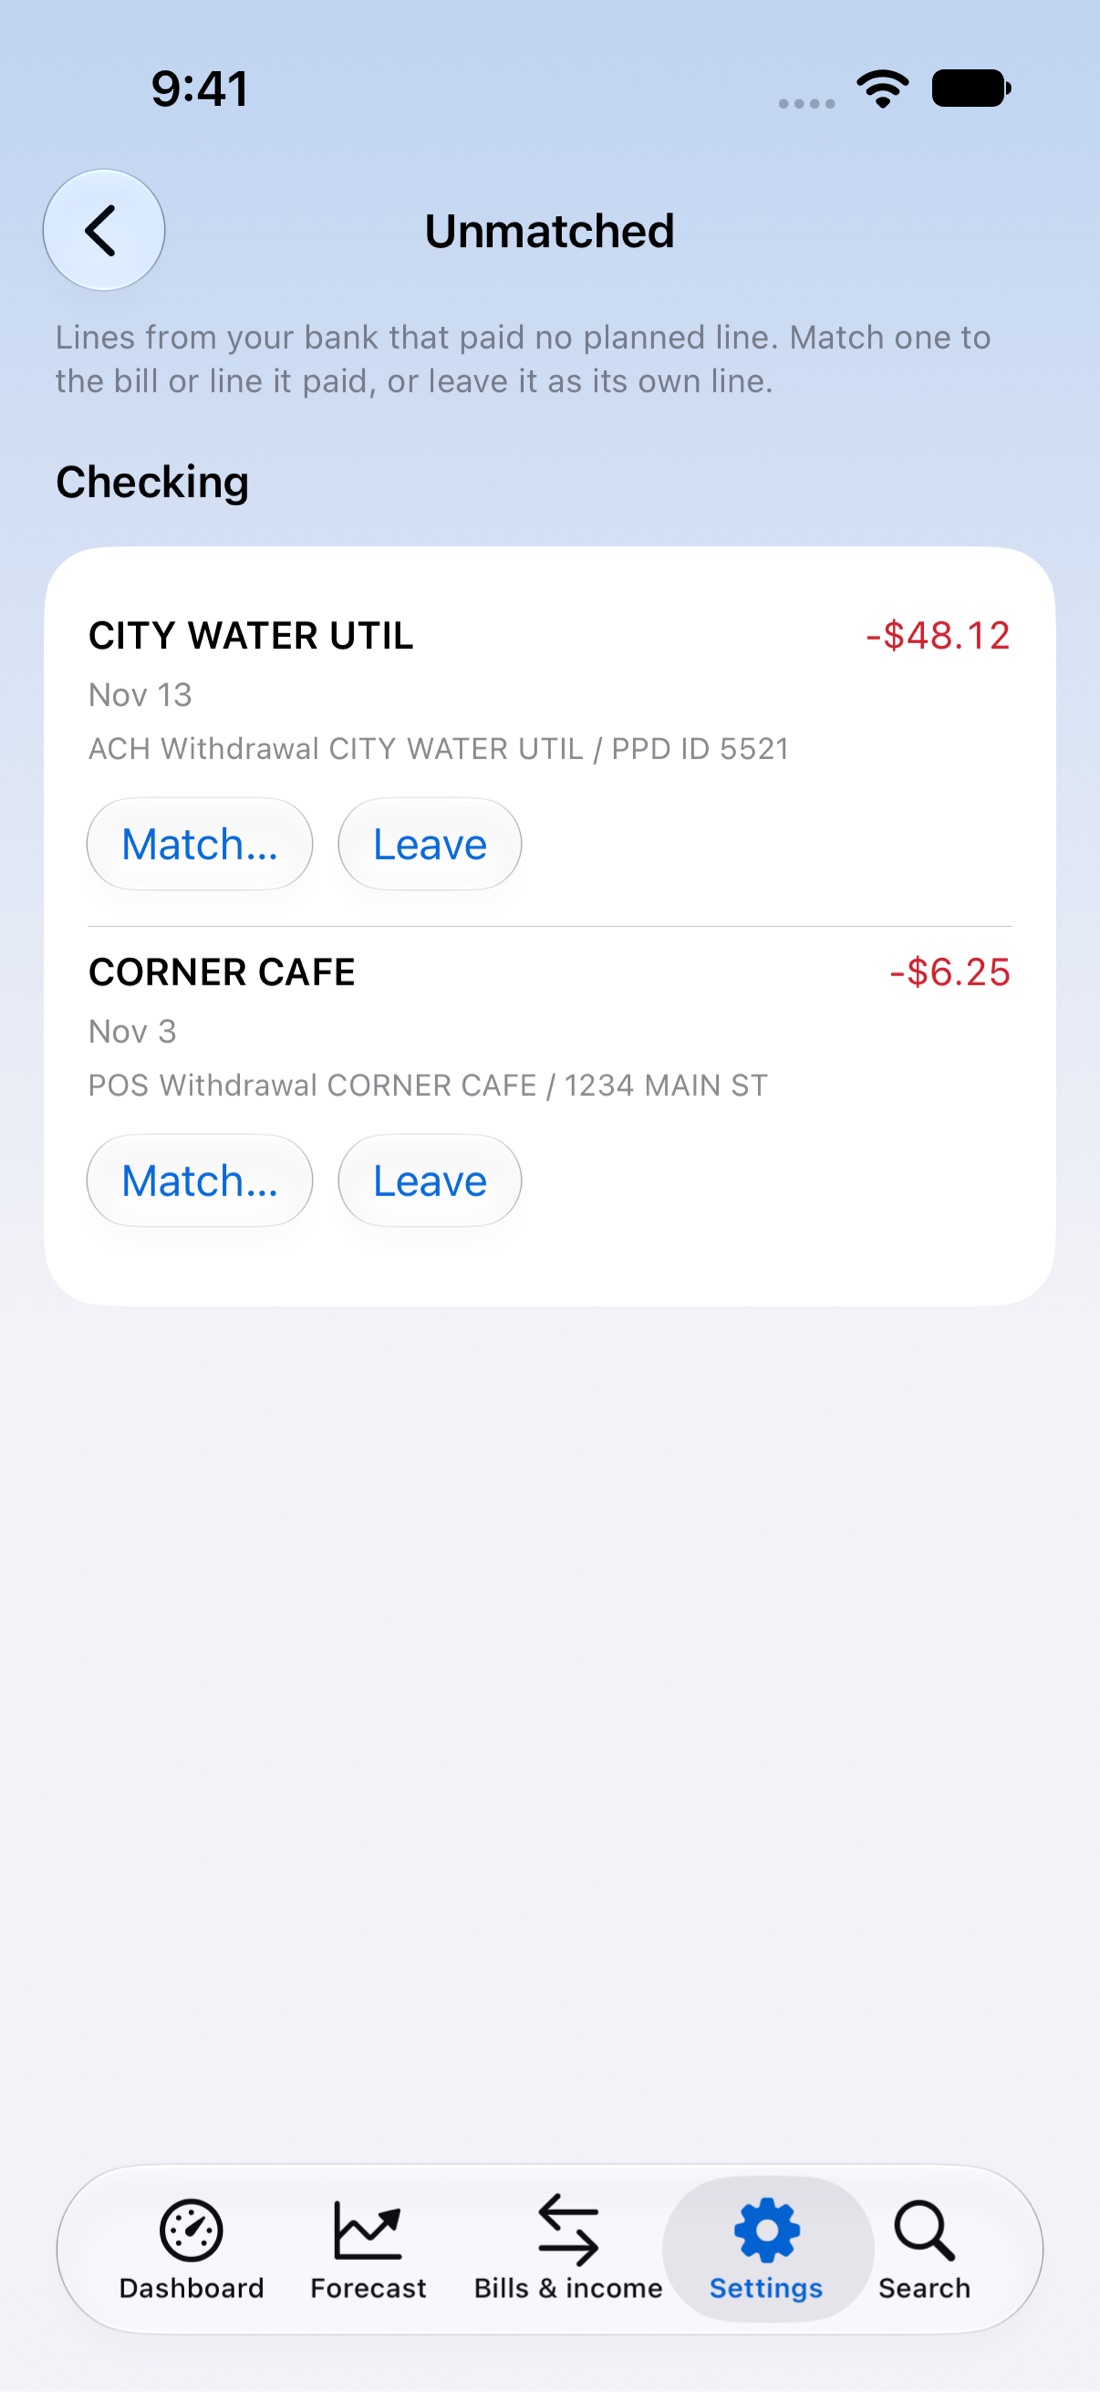 9:41
Unmatched
Lines from your bank that paid no planned line. Match one to
the bill or line it paid, or leave it as its own line.
Checking
CITY WATER UTIL -$48.12
Nov 13
ACH Withdrawal CITY WATER UTIL / PPD ID 5521
Match... Leave
CORNER CAFE -$6.25
Nov 3
POS Withdrawal CORNER CAFE / 1234 MAIN ST
Match... Leave
Dashboard Forecast Bills & income Settings Search